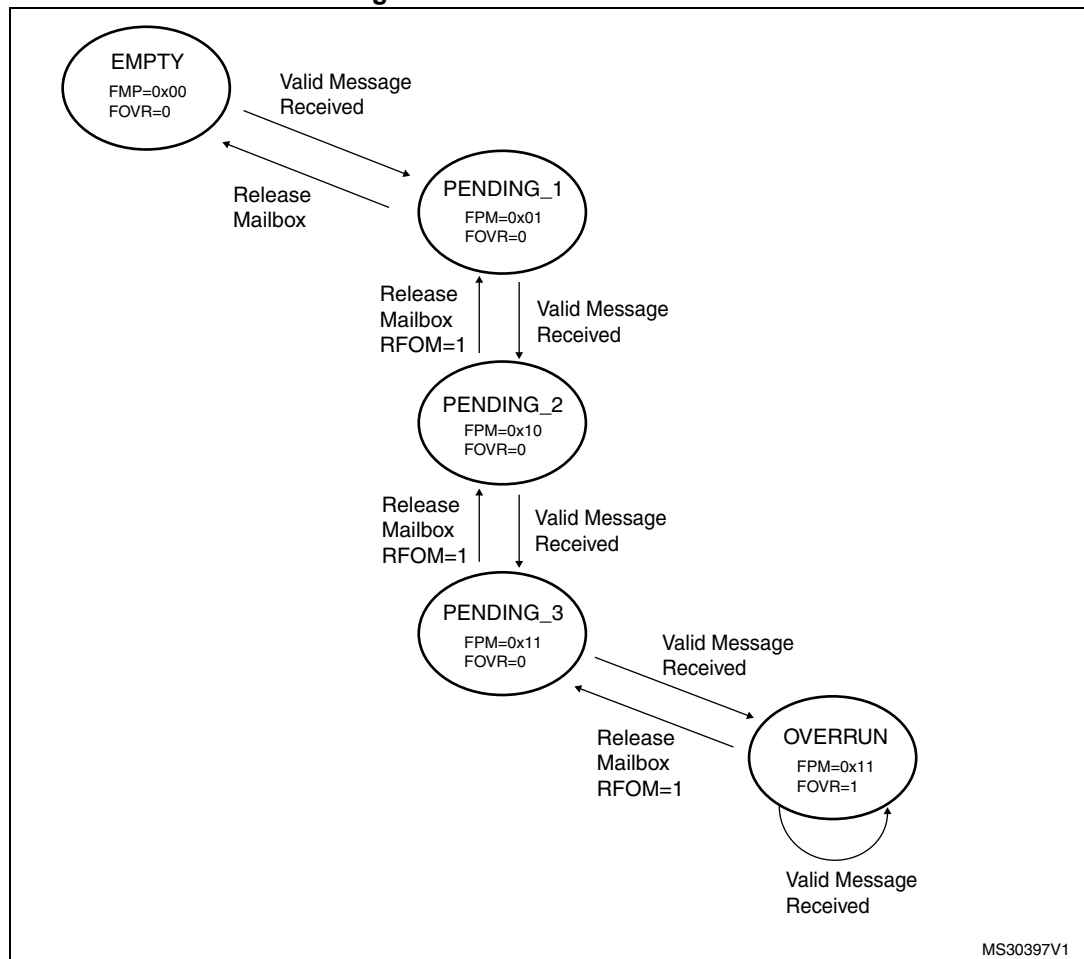 EMPTY
FMP=0x00
FOVR=0
Valid Message
Received
Release
Mailbox
PENDING_1
FPM=0x01
FOVR=0
Release
Mailbox
RFOM=1
Valid Message
Received
PENDING_2
FPM=0x10
FOVR=0
Release
Mailbox
RFOM=1
Valid Message
Received
PENDING_3
FPM=0x11
FOVR=0
Valid Message
Received
Release
Mailbox
RFOM=1
OVERRUN
FPM=0x11
FOVR=1
Valid Message
Received
MS30397V1